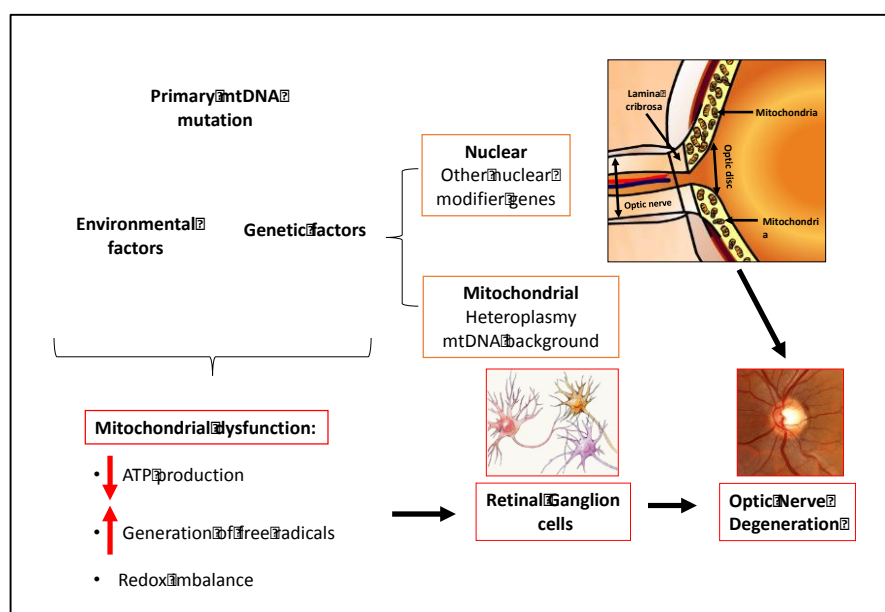 Primary mtDNA
mutation
Nuclear
Other nuclear
modifier genes
Environmental
factors
Genetic factors
Mitochondrial
Heteroplasmy
mtDNA background
Lamina
cribrosa
Mitochondria
Optic disc
Optic nerve
Mitochondri
a
Mitochondrial dysfunction:
• ATP production
• Generation of free radicals
• Redox imbalance
Retinal Ganglion
cells
Optic Nerve
Degeneration